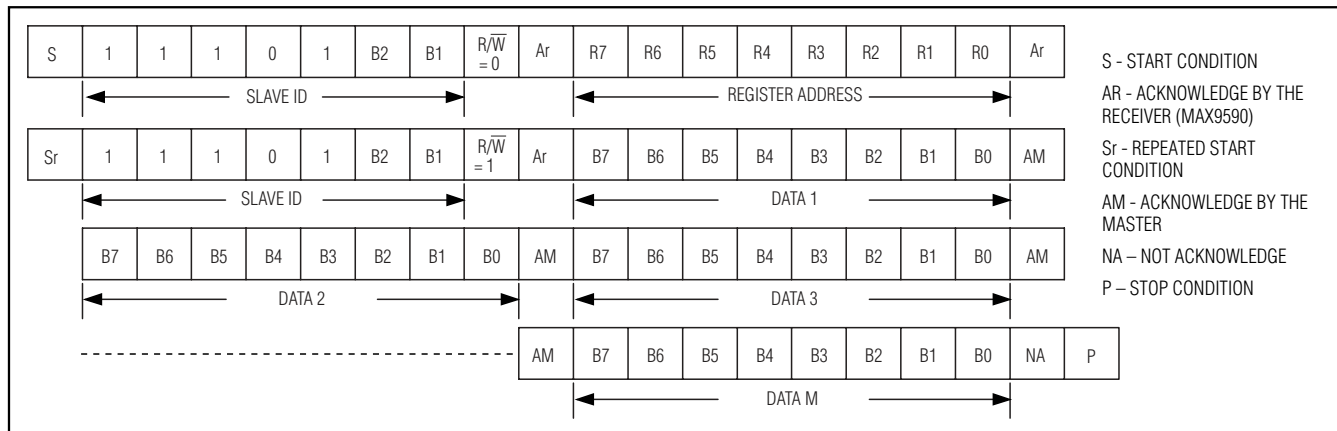 S 1 1 1 0 1 B2 B1 R/W̅ = 0 Ar R7 R6 R5 R4 R3 R2 R1 R0 Ar
SLAVE ID REGISTER ADDRESS
Sr 1 1 1 0 1 B2 B1 R/W̅ = 1 Ar B7 B6 B5 B4 B3 B2 B1 B0 AM
SLAVE ID DATA 1
B7 B6 B5 B4 B3 B2 B1 B0 AM B7 B6 B5 B4 B3 B2 B1 B0 AM
DATA 2 DATA 3
AM B7 B6 B5 B4 B3 B2 B1 B0 NA P
DATA M
S - START CONDITION
AR - ACKNOWLEDGE BY THE
RECEIVER (MAX9590)
Sr - REPEATED START
CONDITION
AM - ACKNOWLEDGE BY THE
MASTER
NA – NOT ACKNOWLEDGE
P – STOP CONDITION